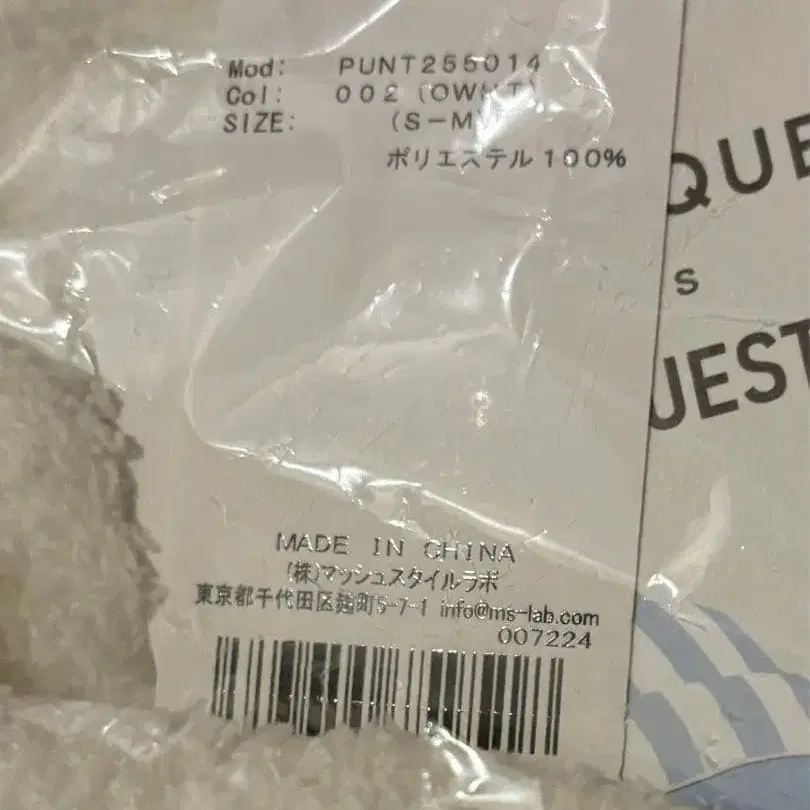 Mod: PUNT255014
Col: 002 (OWHT)
SIZE: (S-M)
ポリエステル100%
QUE
s
UEST
MADE IN CHINA
(株)マッシュスタイルラボ
東京都千代田区麹町5-7-1 info@ms-lab.com
007224